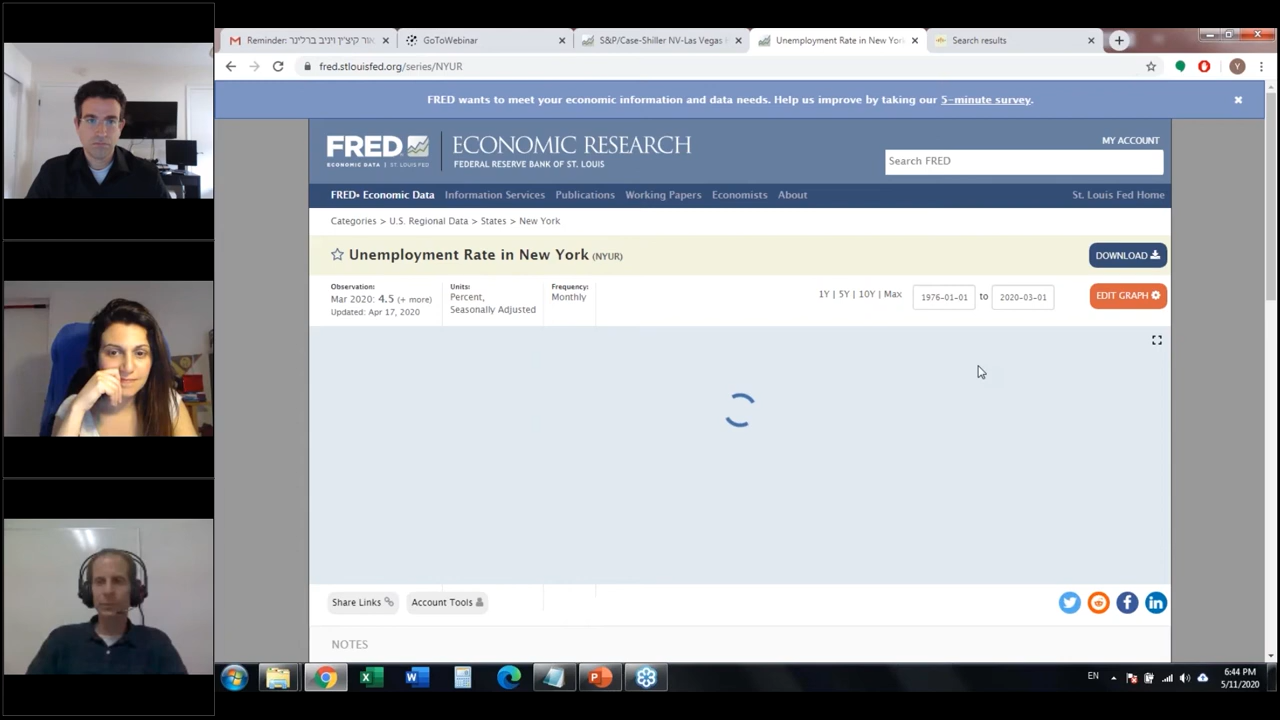 Reminder: אור קיצ'ין ויניב ברלינר
GoToWebinar
S&P/Case-Shiller NV-Las Vegas
Unemployment Rate in New York
Search results
fred.stlouisfed.org/series/NYUR
Y
FRED wants to meet your economic information and data needs. Help us improve by taking our 5-minute survey.
FRED
ECONOMIC DATA | ST. LOUIS FED
ECONOMIC RESEARCH
FEDERAL RESERVE BANK OF ST. LOUIS
MY ACCOUNT
Search FRED
FRED® Economic Data Information Services Publications Working Papers Economists About St. Louis Fed Home
Categories > U.S. Regional Data > States > New York
Unemployment Rate in New York (NYUR)
DOWNLOAD
Observation:
Mar 2020: 4.5 (+ more)
Updated: Apr 17, 2020
Units:
Percent,
Seasonally Adjusted
Frequency:
Monthly
1Y | 5Y | 10Y | Max
1976-01-01 to 2020-03-01
EDIT GRAPH
Share Links
Account Tools
NOTES
EN
6:44 PM
5/11/2020